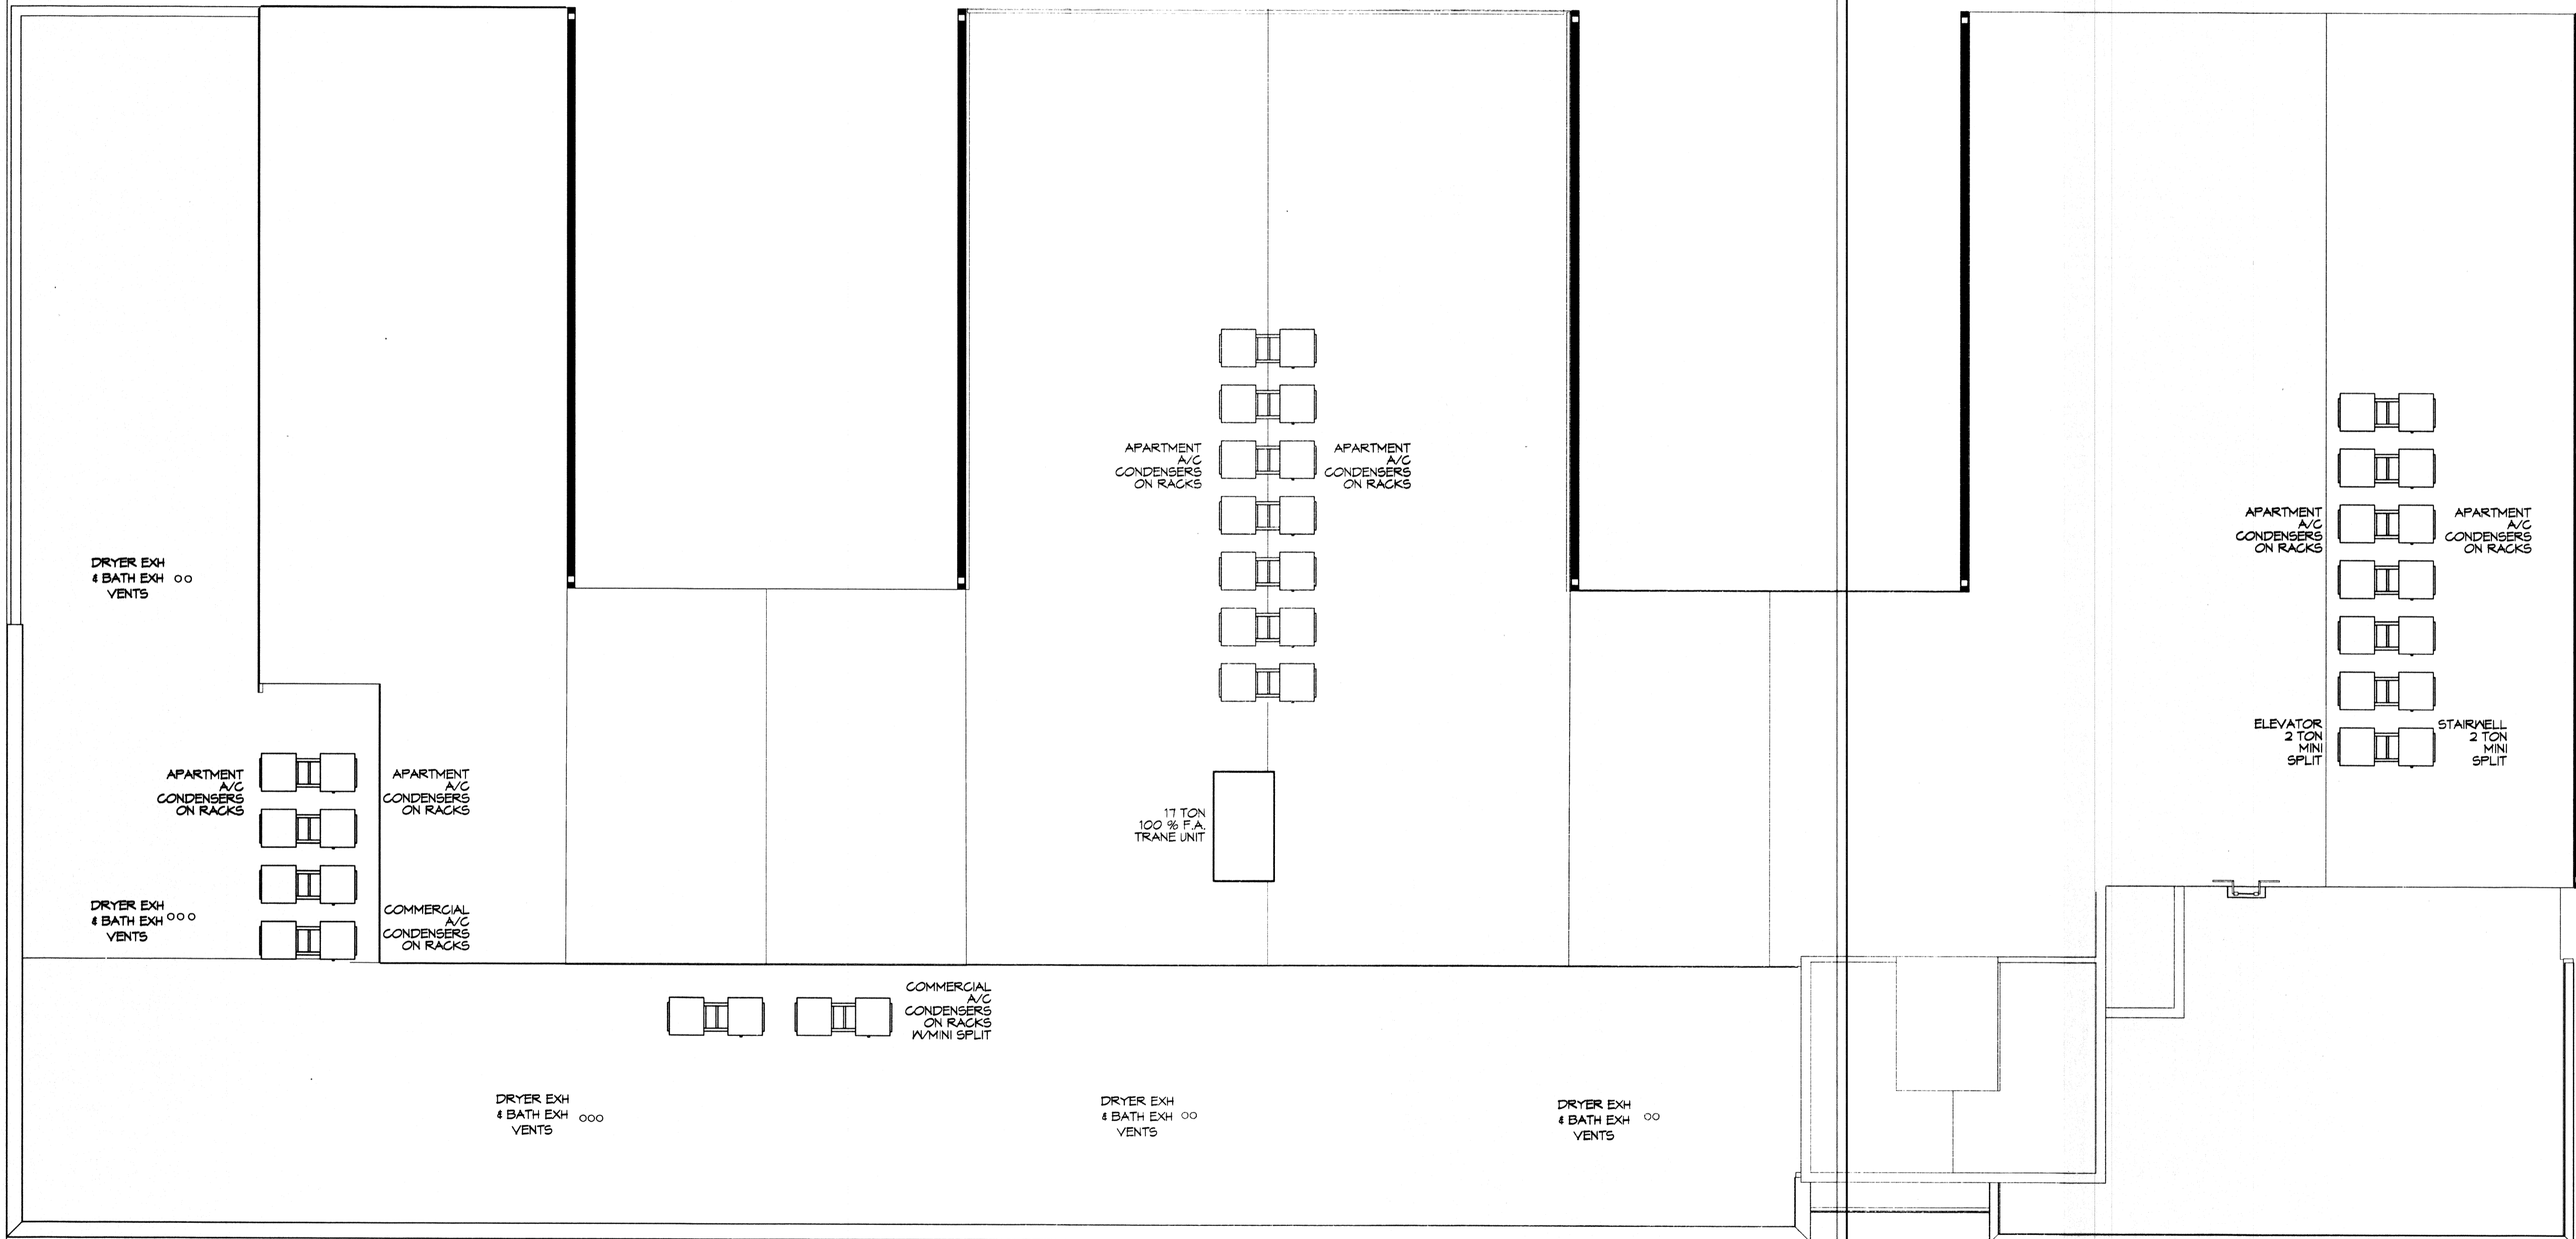 APARTMENT
A/C
CONDENSERS
ON RACKS
APARTMENT
A/C
CONDENSERS
ON RACKS
APARTMENT
A/C
CONDENSERS
ON RACKS
APARTMENT
A/C
CONDENSERS
ON RACKS
DRYER EXH
& BATH EXH
VENTS
ELEVATOR
2 TON
MINI
SPLIT
STAIRWELL
2 TON
MINI
SPLIT
APARTMENT
A/C
CONDENSERS
ON RACKS
APARTMENT
A/C
CONDENSERS
ON RACKS
17 TON
100 % F.A.
TRANE UNIT
DRYER EXH
& BATH EXH
VENTS
COMMERCIAL
A/C
CONDENSERS
ON RACKS
COMMERCIAL
A/C
CONDENSERS
ON RACKS
W/MINI SPLIT
DRYER EXH
& BATH EXH
VENTS
DRYER EXH
& BATH EXH
VENTS
DRYER EXH
& BATH EXH
VENTS